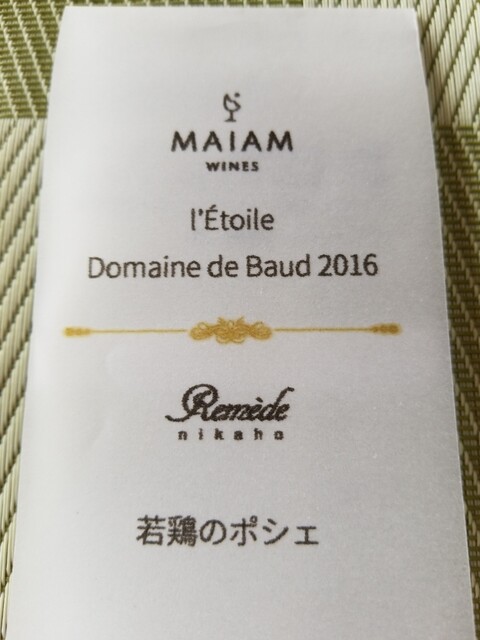 MAIAM
WINES
l'Étoile
Domaine de Baud 2016
Remède
nikaho
若鶏のポシェ